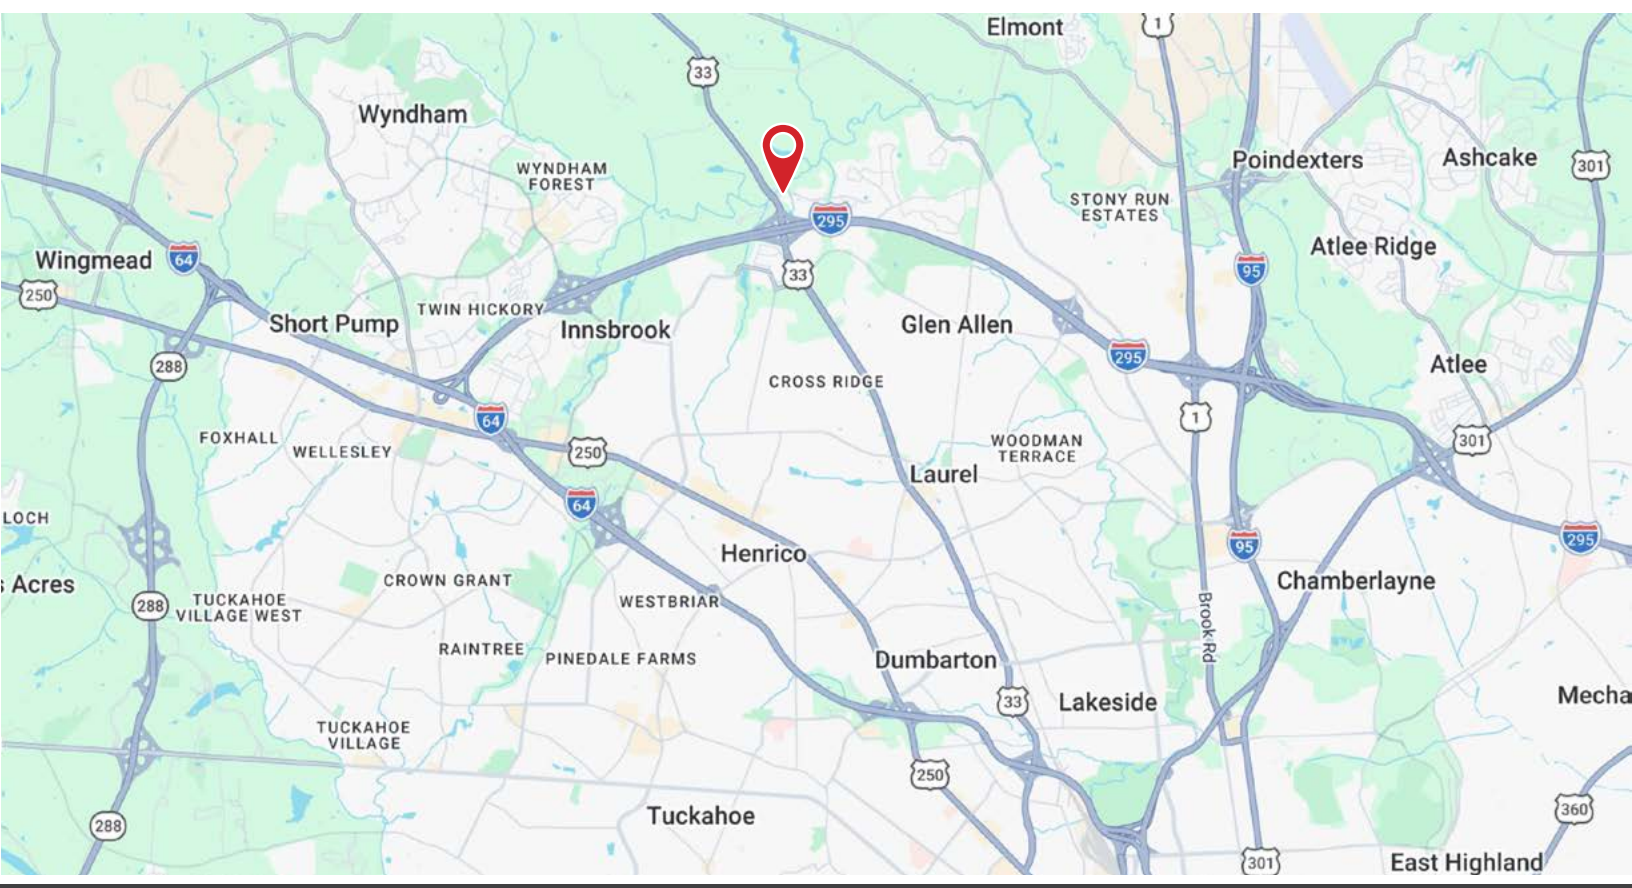 Elmont
1
33
Wyndham
Poindexters
Ashcake
301
WYNDHAM
FOREST
STONY RUN
ESTATES
295
Atlee Ridge
Wingmead
64
95
33
250
TWIN HICKORY
Short Pump
Innsbrook
Glen Allen
295
288
Atlee
CROSS RIDGE
64
1
FOXHALL
WELLESLEY
250
WOODMAN
TERRACE
301
Laurel
64
LOCH
95
295
Henrico
s Acres
CROWN GRANT
Chamberlayne
288
TUCKAHOE
VILLAGE WEST
WESTBRIAR
Brook Rd
RAINTREE
PINEDALE FARMS
Dumbarton
33
Lakeside
Mecha
TUCKAHOE
VILLAGE
250
Tuckahoe
288
360
301
East Highland